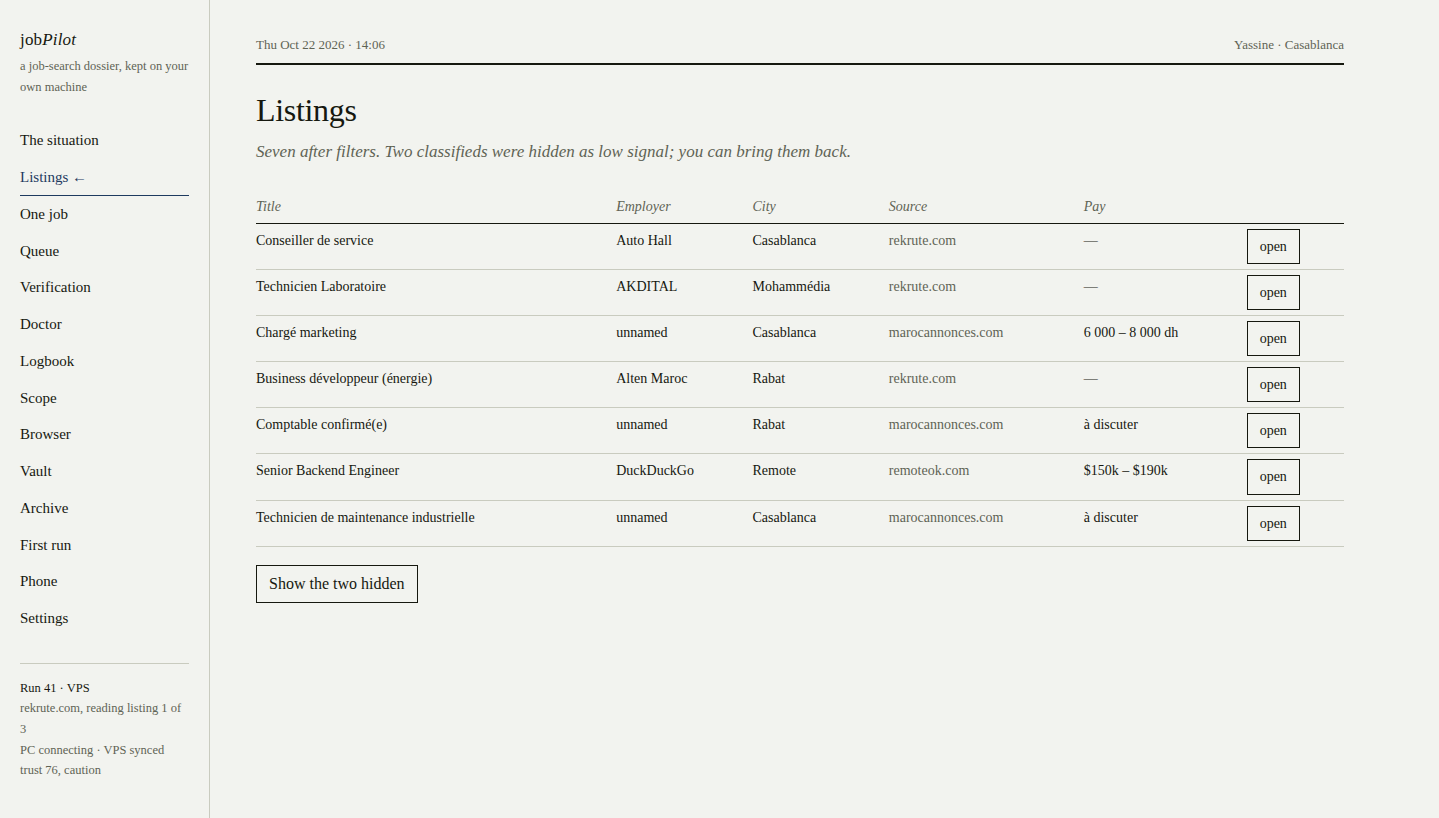 jobPilot
a job-search dossier, kept on your
own machine
The situation
Listings ←
One job
Queue
Verification
Doctor
Logbook
Scope
Browser
Vault
Archive
First run
Phone
Settings
Run 41 · VPS
rekrute.com, reading listing 1 of
3
PC connecting · VPS synced
trust 76, caution
Thu Oct 22 2026 · 14:06 Yassine · Casablanca
Listings
Seven after filters. Two classifieds were hidden as low signal; you can bring them back.
Title Employer City Source Pay
Conseiller de service Auto Hall Casablanca rekrute.com — open
Technicien Laboratoire AKDITAL Mohammédia rekrute.com — open
Chargé marketing unnamed Casablanca marocannonces.com 6 000 – 8 000 dh open
Business développeur (énergie) Alten Maroc Rabat rekrute.com — open
Comptable confirmé(e) unnamed Rabat marocannonces.com à discuter open
Senior Backend Engineer DuckDuckGo Remote remoteok.com $150k – $190k open
Technicien de maintenance industrielle unnamed Casablanca marocannonces.com à discuter open
Show the two hidden